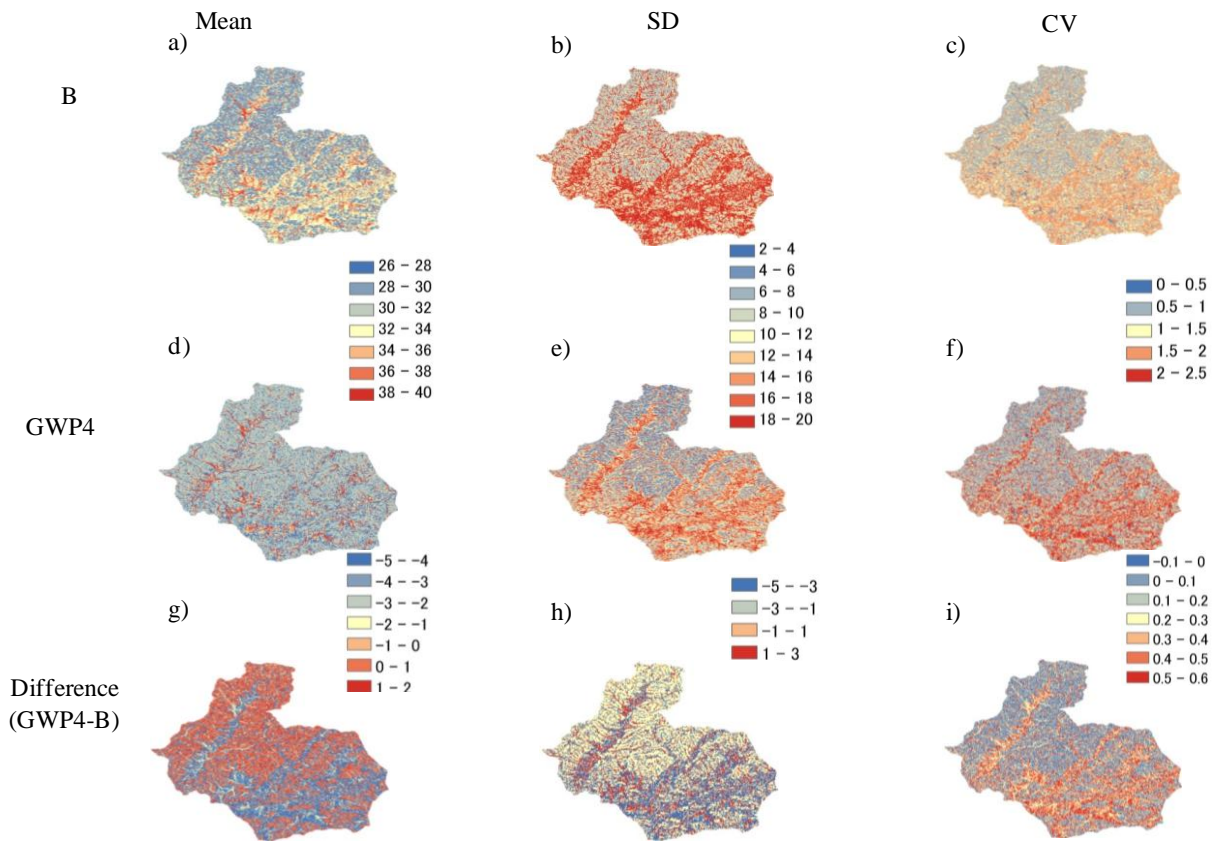 Mean
SD
CV
a)
b)
c)
B
26 – 28
28 – 30
30 – 32
32 – 34
34 – 36
36 – 38
38 – 40
2 – 4
4 – 6
6 – 8
8 – 10
10 – 12
12 – 14
14 – 16
16 – 18
18 – 20
0 – 0.5
0.5 – 1
1 – 1.5
1.5 – 2
2 – 2.5
d)
e)
f)
GWP4
-5 – -4
-4 – -3
-3 – -2
-2 – -1
-1 – 0
0 – 1
1 – 2
-5 – -3
-3 – -1
-1 – 1
1 – 3
-0.1 – 0
0 – 0.1
0.1 – 0.2
0.2 – 0.3
0.3 – 0.4
0.4 – 0.5
0.5 – 0.6
g)
h)
i)
Difference
(GWP4-B)